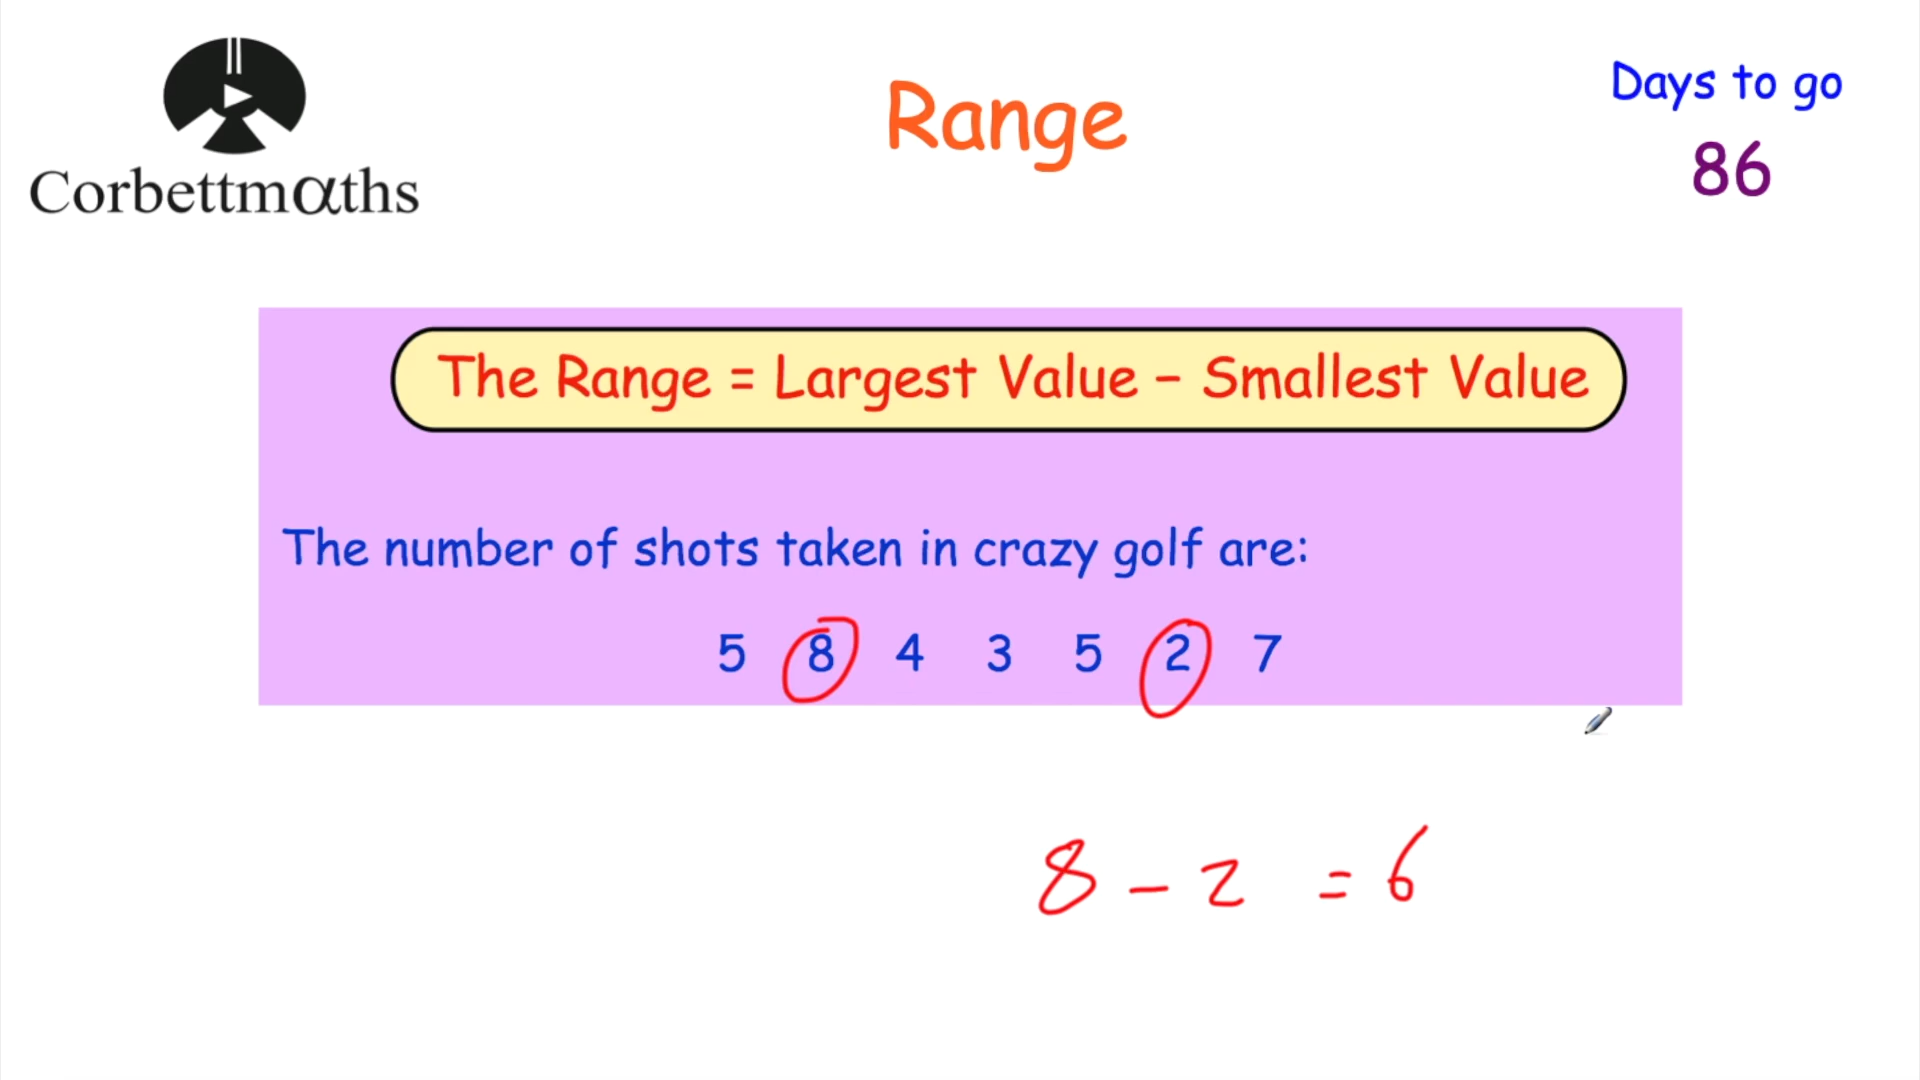 Corbettmαths
Range
Days to go
86
The Range = Largest Value – Smallest Value
The number of shots taken in crazy golf are:
5 8 4 3 5 2 7
8 - 2 = 6